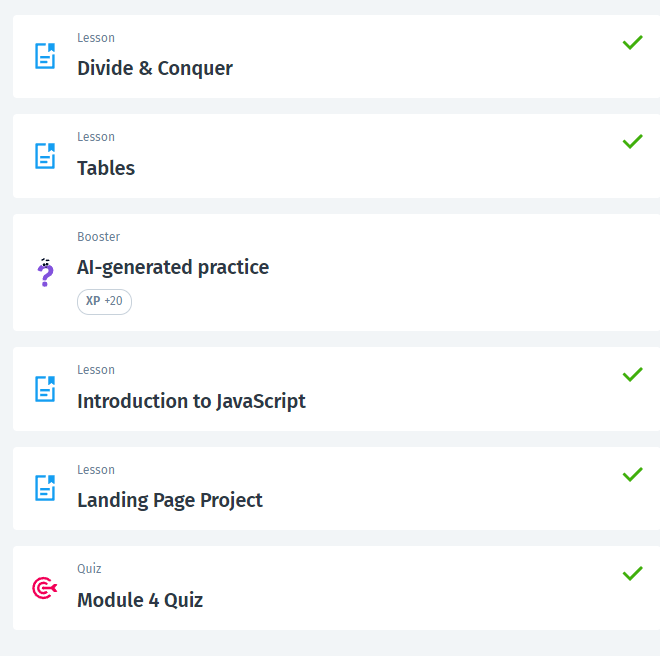 Lesson
Divide & Conquer
Lesson
Tables
Booster
AI-generated practice
XP +20
Lesson
Introduction to JavaScript
Lesson
Landing Page Project
Quiz
Module 4 Quiz